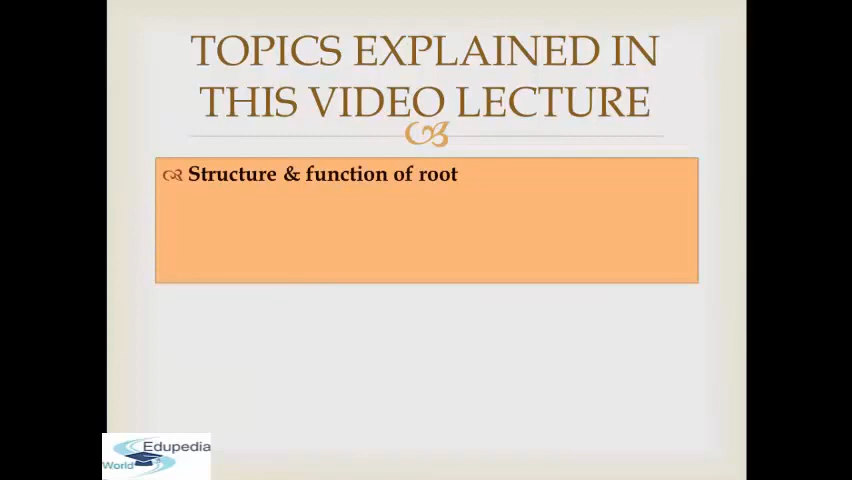 TOPICS EXPLAINED IN
THIS VIDEO LECTURE
Structure & function of root
Edupedia
World